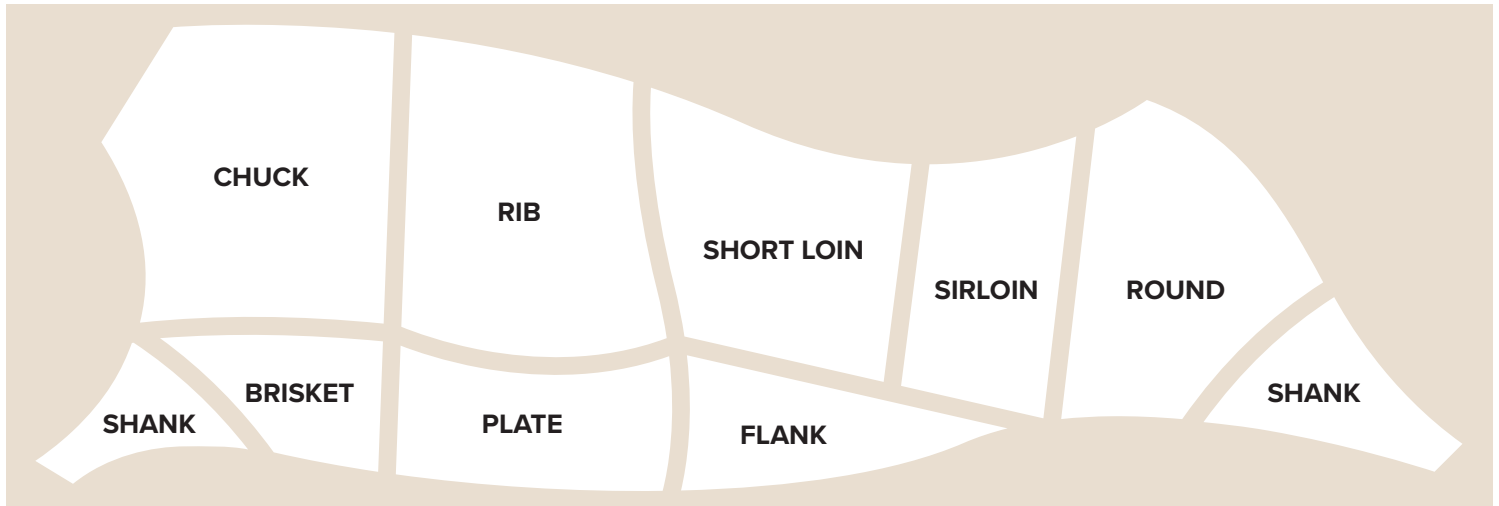 CHUCK
RIB
SHORT LOIN
SIRLOIN
ROUND
SHANK
BRISKET
PLATE
FLANK
SHANK